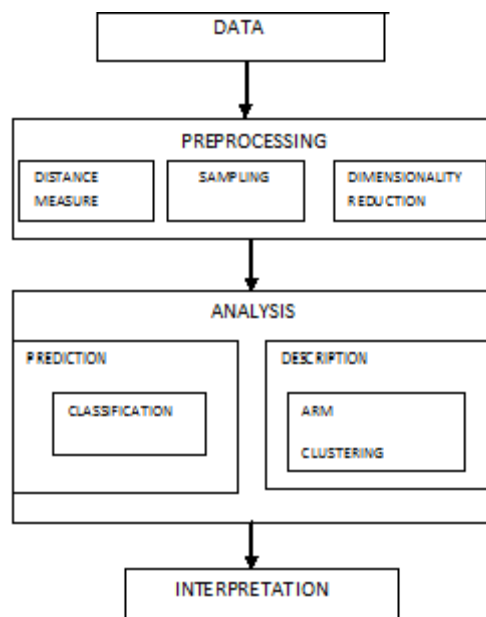 DATA
PREPROCESSING
DISTANCE
MEASURE
SAMPLING
DIMENSIONALITY
REDUCTION
ANALYSIS
PREDICTION
CLASSIFICATION
DESCRIPTION
ARM
CLUSTERING
INTERPRETATION